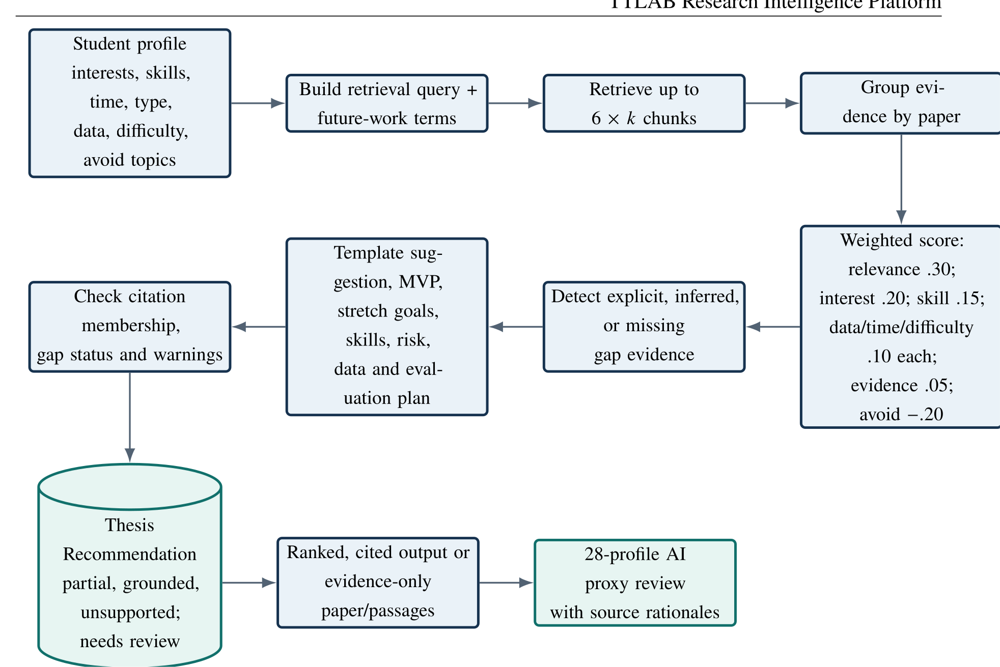 TTLAB Research Intelligence Platform
Student profile
interests, skills,
time, type,
data, difficulty,
avoid topics
Build retrieval query +
future-work terms
Retrieve up to
6 × k chunks
Group evi-
dence by paper
Weighted score:
relevance .30;
interest .20; skill .15;
data/time/difficulty
.10 each;
evidence .05;
avoid −.20
Detect explicit, inferred,
or missing
gap evidence
Template sug-
gestion, MVP,
stretch goals,
skills, risk,
data and eval-
uation plan
Check citation
membership,
gap status and warnings
Thesis
Recommendation
partial, grounded,
unsupported;
needs review
Ranked, cited output or
evidence-only
paper/passages
28-profile AI
proxy review
with source rationales